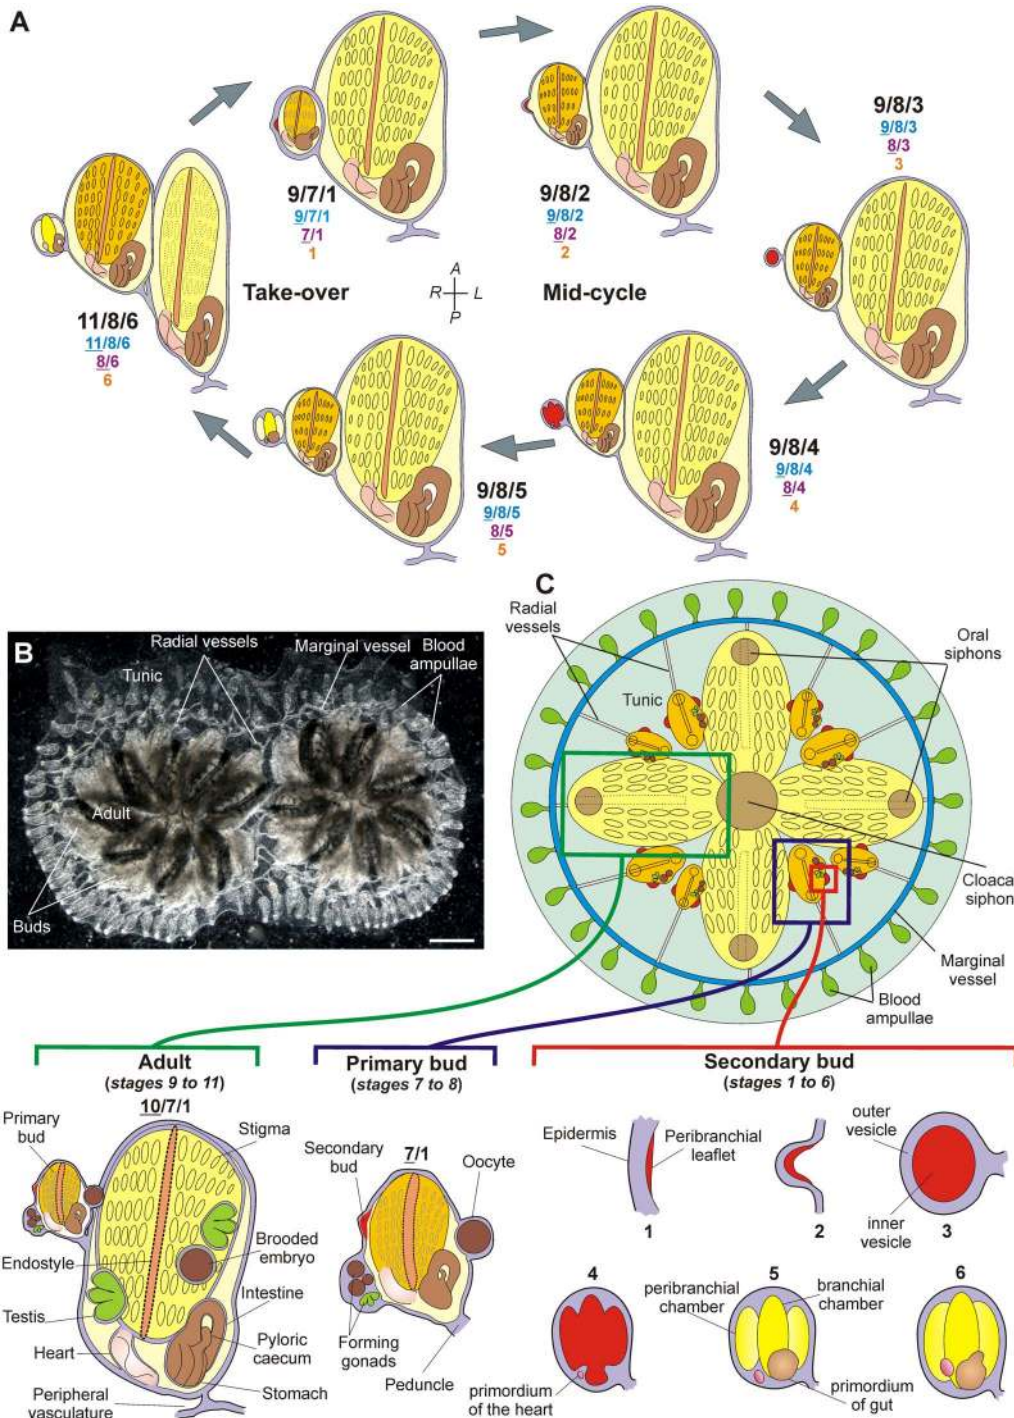 A
9/7/1
9/7/1
7/1
1
9/8/2
9/8/2
8/2
2
9/8/3
9/8/3
8/3
3
11/8/6
11/8/6
8/6
6
Take-over
A
R L
P
Mid-cycle
9/8/5
9/8/5
8/5
5
9/8/4
9/8/4
8/4
4
B
Radial vessels
Marginal vessel
Blood
ampullae
Tunic
Adult
Buds
C
Radial
vessels
Oral
siphons
Tunic
Cloacal
siphon
Marginal
vessel
Blood
ampullae
Adult
(stages 9 to 11)
10/7/1
Primary
bud
Stigma
Endostyle
Brooded
embryo
Testis
Intestine
Heart
Pyloric
caecum
Peripheral
vasculature
Stomach
Primary bud
(stages 7 to 8)
7/1
Secondary
bud
Oocyte
Forming
gonads
Peduncle
Secondary bud
(stages 1 to 6)
Epidermis
Peribranchial
leaflet
outer
vesicle
inner
vesicle
1
2
3
4
5
6
peribranchial
chamber
branchial
chamber
primordium
of the heart
primordium
of gut